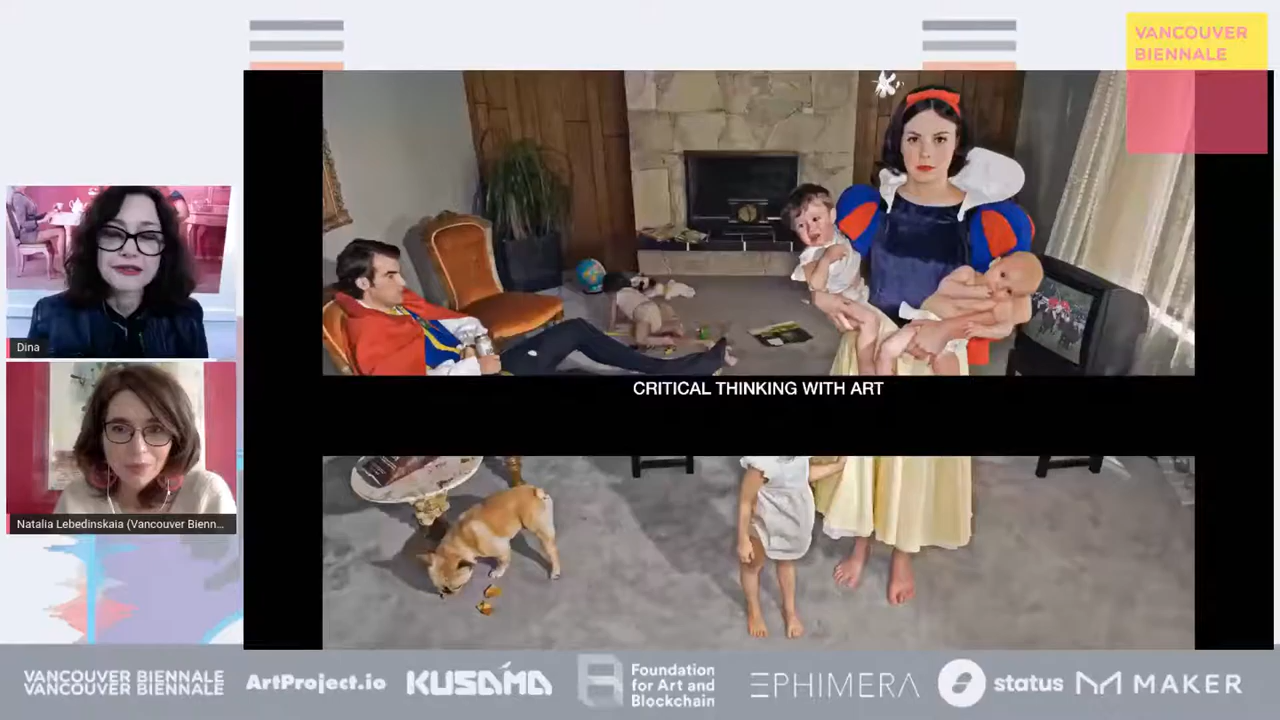 VANCOUVER
BIENNALE
Dina
Natalia Lebedinskaia (Vancouver Bienn...
CRITICAL THINKING WITH ART
VANCOUVER BIENNALE
VANCOUVER BIENNALE
ArtProject.io
KUSAMA
Foundation
for Art and
Blockchain
EPHIMERA
status
MAKER